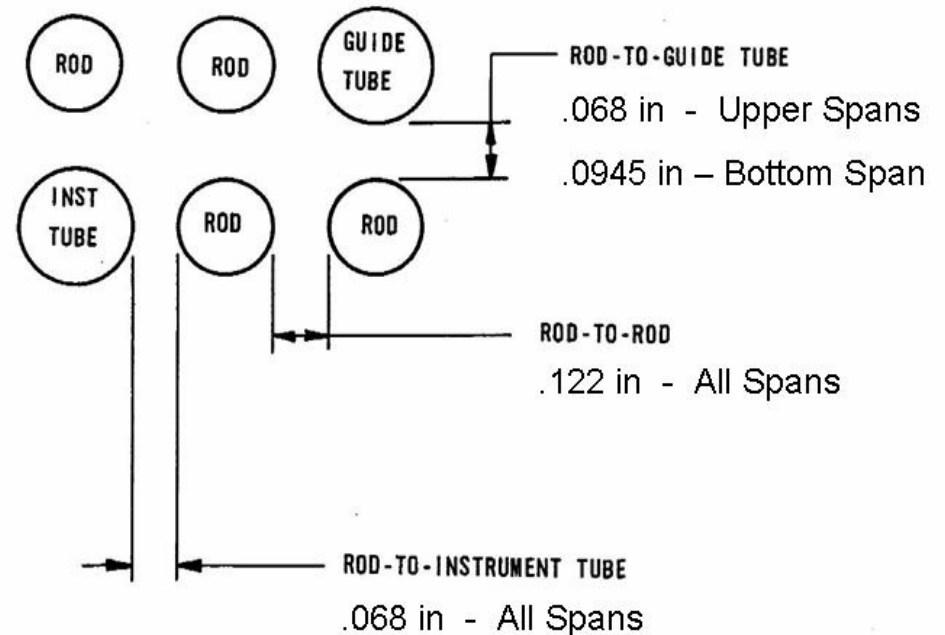 ROD
ROD
GUIDE
TUBE
ROD-TO-GUIDE TUBE
.068 in - Upper Spans
.0945 in – Bottom Span
INST
TUBE
ROD
ROD
ROD-TO-ROD
.122 in - All Spans
ROD-TO-INSTRUMENT TUBE
.068 in - All Spans